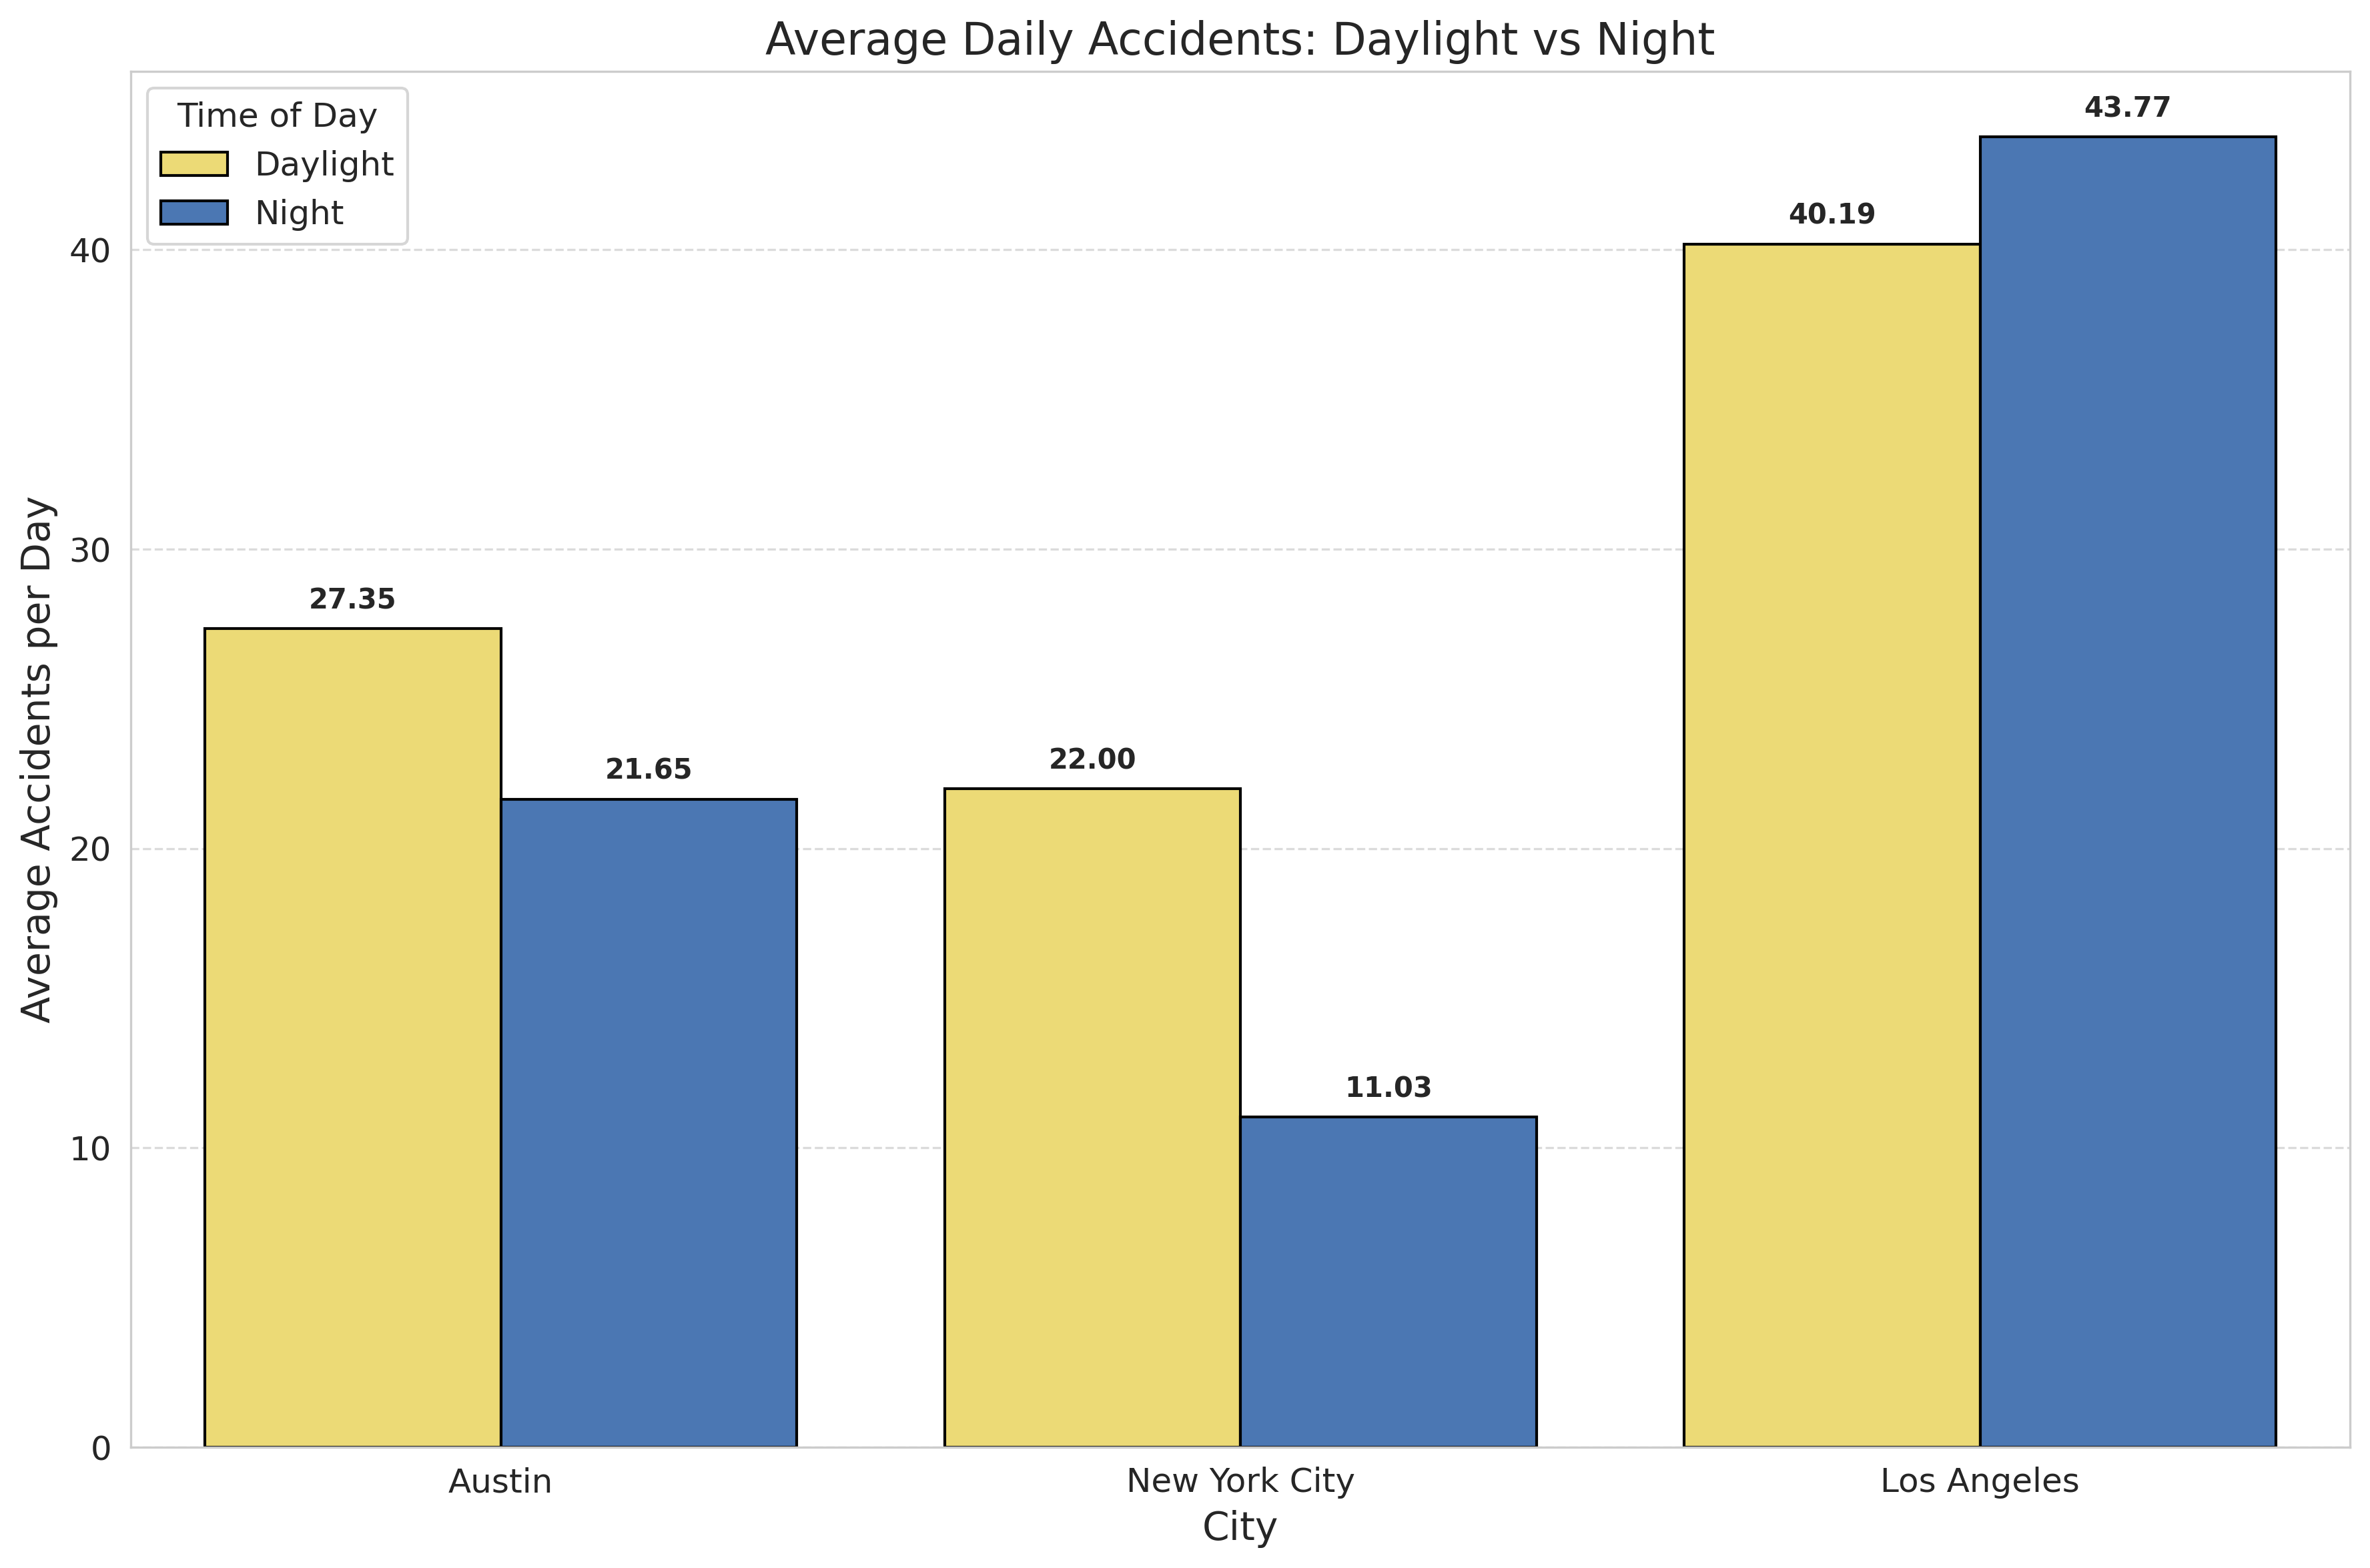 Average Daily Accidents: Daylight vs Night
Time of Day
Daylight
Night
Average Accidents per Day
40
30
20
10
0
27.35
21.65
22.00
11.03
40.19
43.77
Austin
New York City
Los Angeles
City